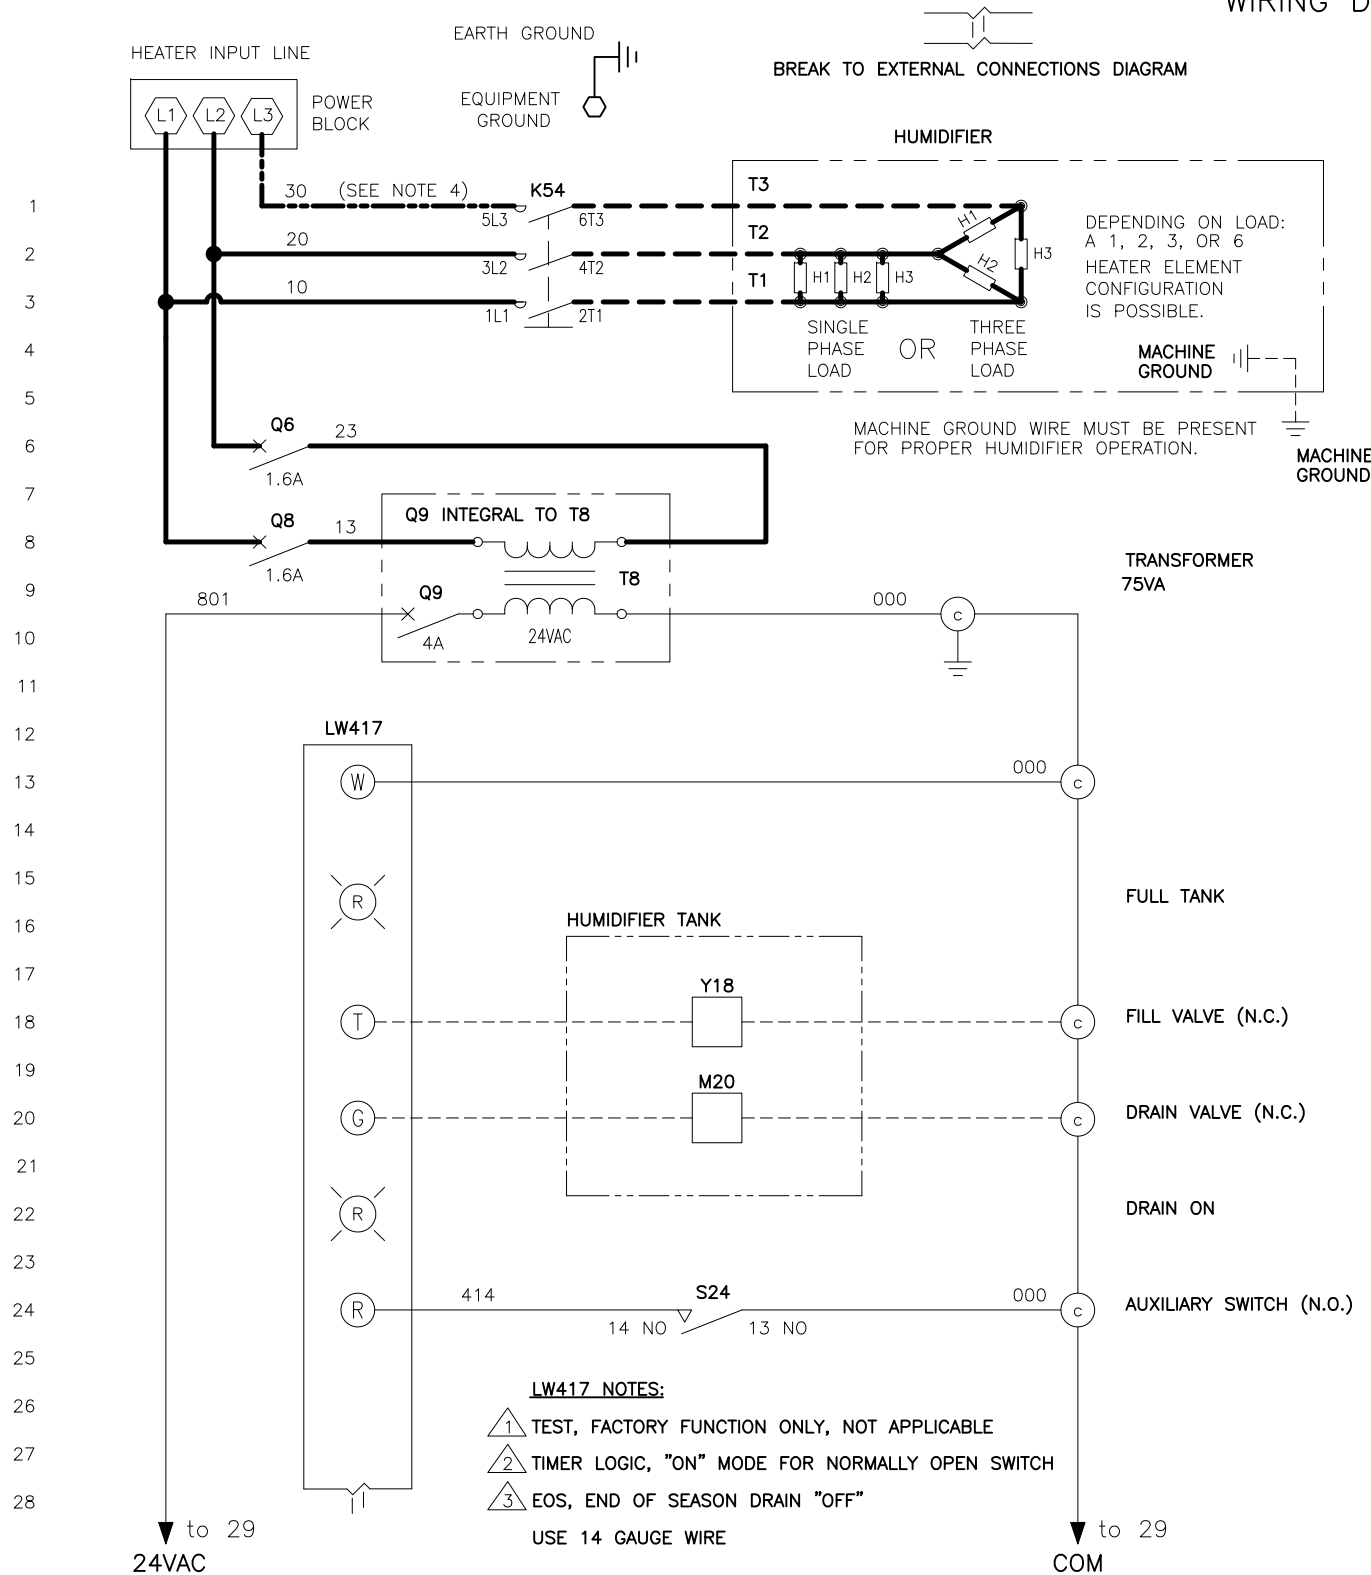 WIRING D
EARTH GROUND
HEATER INPUT LINE
BREAK TO EXTERNAL CONNECTIONS DIAGRAM
L1 L2 L3
POWER
BLOCK
EQUIPMENT
GROUND
HUMIDIFIER
1
30 (SEE NOTE 4) K54
5L3 6T3
T3
H1
2
20
3L2 4T2
T2
H1 H2 H3
H2
H3
3
10
1L1 2T1
T1
DEPENDING ON LOAD:
A 1, 2, 3, OR 6
HEATER ELEMENT
CONFIGURATION
IS POSSIBLE.
SINGLE
PHASE
LOAD
OR
THREE
PHASE
LOAD
4
MACHINE
GROUND
5
MACHINE GROUND WIRE MUST BE PRESENT
FOR PROPER HUMIDIFIER OPERATION.
MACHINE
GROUND
6
Q6 23
1.6A
7
Q9 INTEGRAL TO T8
8
Q8 13
1.6A
TRANSFORMER
75VA
9
T8
801 Q9 000 C
4A 24VAC
10
11
12
LW417
13
W 000 C
14
15
R FULL TANK
16
HUMIDIFIER TANK
17
Y18
18
T C FILL VALVE (N.C.)
19
M20
20
G C DRAIN VALVE (N.C.)
21
22
R DRAIN ON
23
24
R 414 S24 000 C AUXILIARY SWITCH (N.O.)
14 NO 13 NO
25
26
LW417 NOTES:
1 TEST, FACTORY FUNCTION ONLY, NOT APPLICABLE
27
2 TIMER LOGIC, "ON" MODE FOR NORMALLY OPEN SWITCH
28
3 EOS, END OF SEASON DRAIN "OFF"
USE 14 GAUGE WIRE
to 29
24VAC
to 29
COM